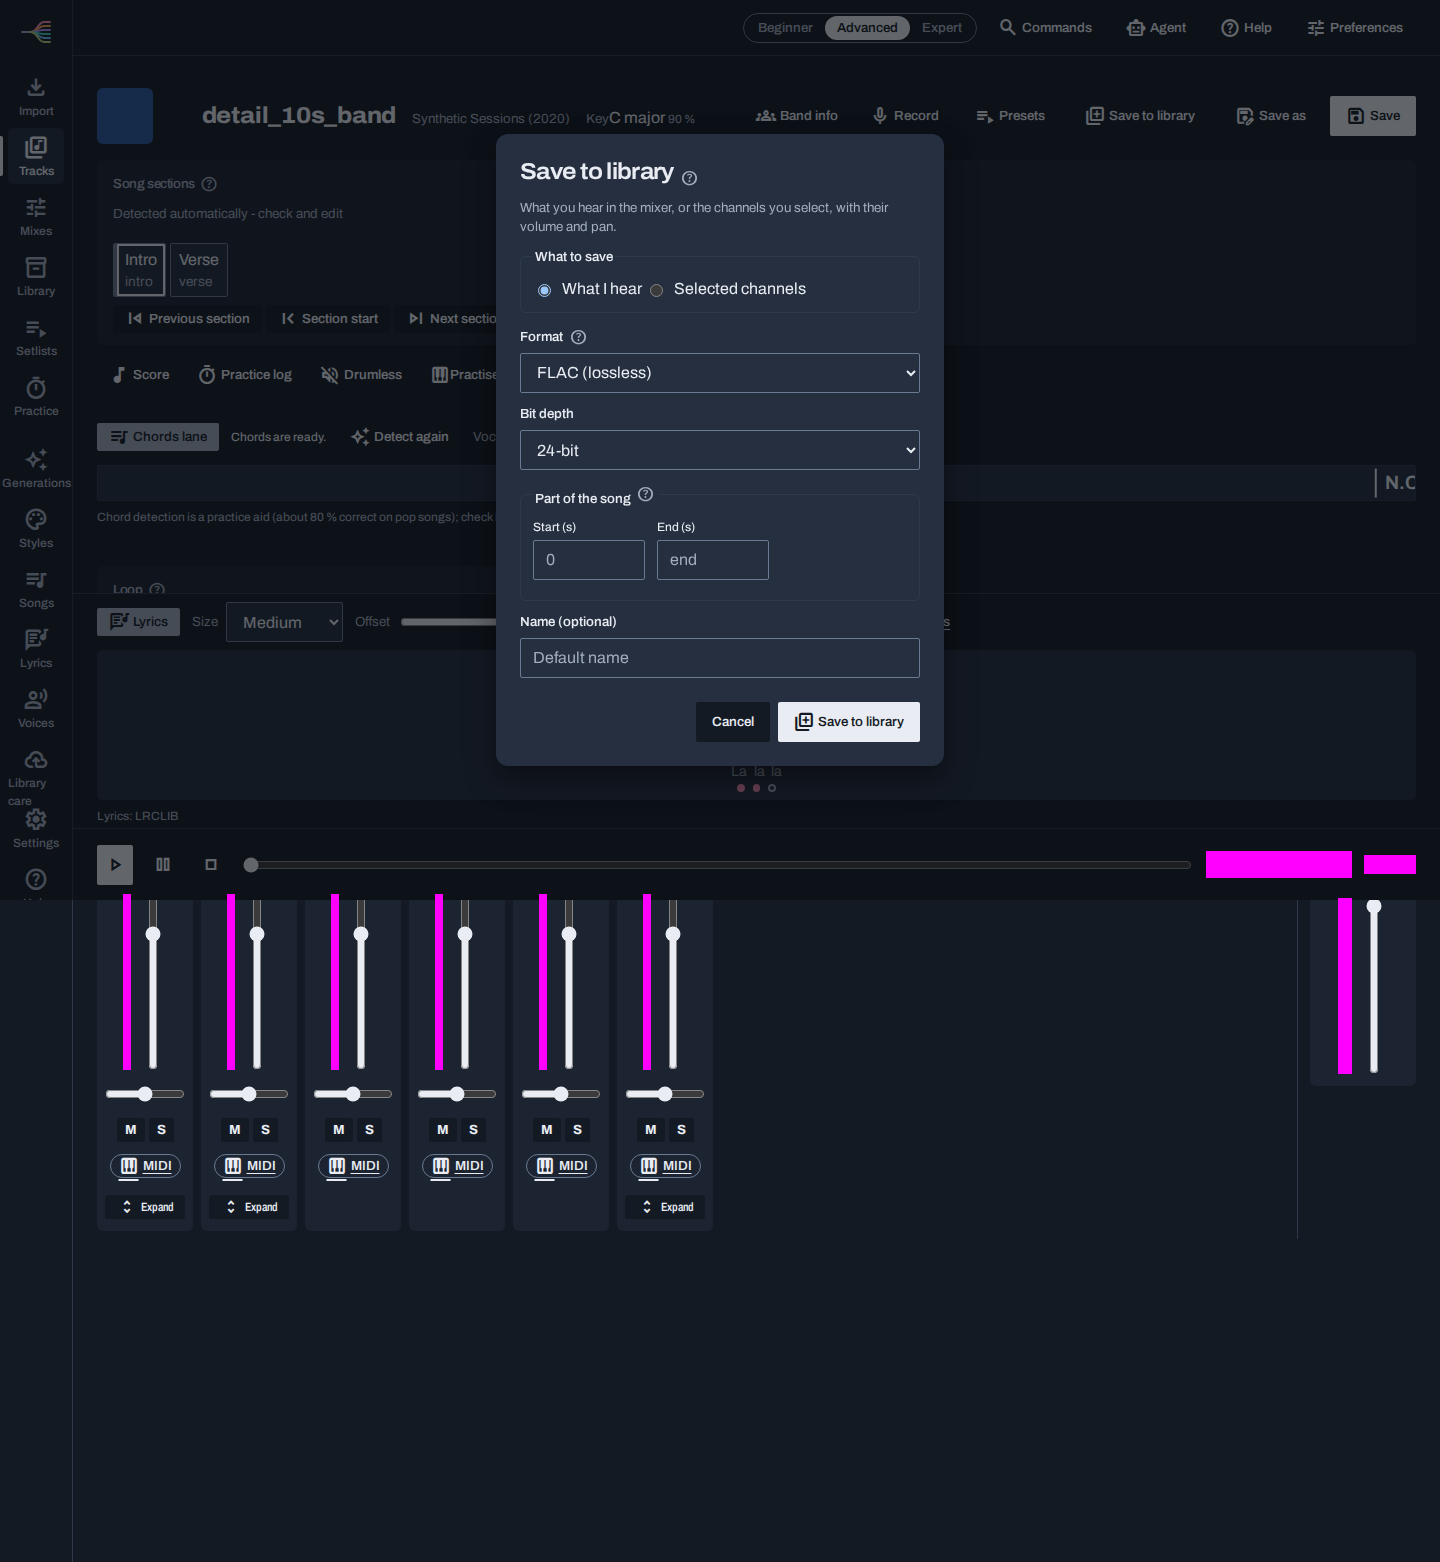 Beginner Advanced Expert Commands Agent Help Preferences
Import
Tracks
Mixes
Library
Setlists
Practice
Generations
Styles
Songs
Lyrics
Voices
Library care
Settings
detail_10s_band Synthetic Sessions (2020) Key C major 90 % Band info Record Presets Save to library Save as Save
Song sections
Detected automatically - check and edit
Intro Verse
intro verse
Previous section Section start Next sectio
Score Practice log Drumless Practise
Chords lane Chords are ready. Detect again Voc
N.C
Chord detection is a practice aid (about 80 % correct on pop songs); check
Loop
Lyrics Size Medium Offset s
La la la
Lyrics: LRCLIB
Save to library
What you hear in the mixer, or the channels you select, with their
volume and pan.
What to save
What I hear Selected channels
Format
FLAC (lossless)
Bit depth
24-bit
Part of the song
Start (s) End (s)
0 end
Name (optional)
Default name
Cancel Save to library
M S M S M S M S M S M S
MIDI MIDI MIDI MIDI MIDI MIDI
Expand Expand Expand